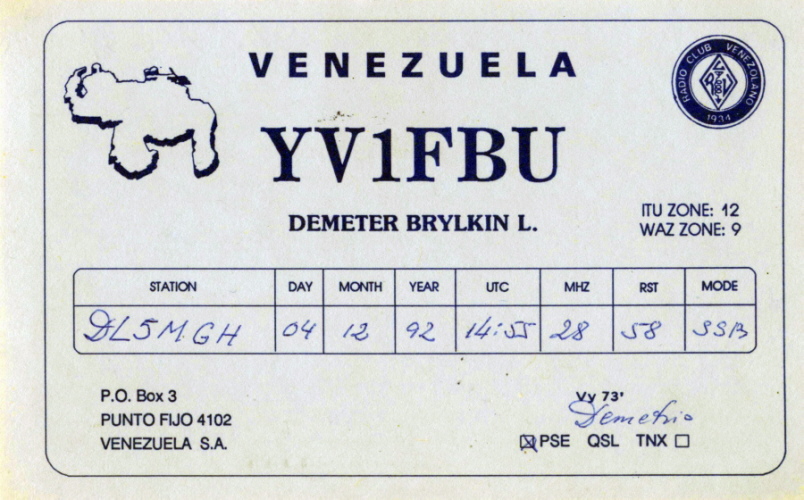 VENEZUELA
RADIO CLUB VENEZOLANO
1934
YV1FBU
DEMETER BRYLKIN L.
ITU ZONE: 12
WAZ ZONE: 9
STATION DAY MONTH YEAR UTC MHZ RST MODE
DL5MGH 04 12 92 14:55 28 58 SSB
P.O. Box 3
PUNTO FIJO 4102
VENEZUELA S.A.
Vy 73'
Demetrio
PSE QSL TNX